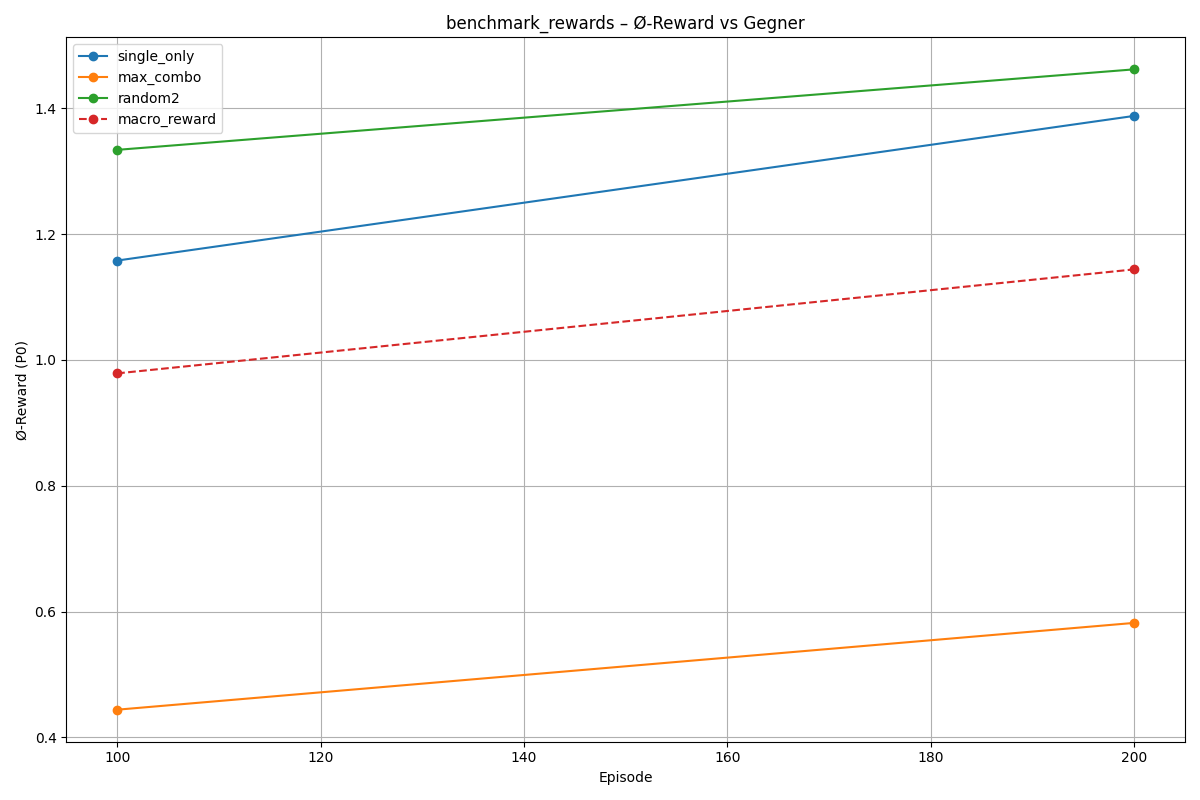 benchmark_rewards – Ø-Reward vs Gegner
single_only
max_combo
random2
macro_reward
Ø-Reward (P0)
1.4
1.2
1.0
0.8
0.6
0.4
100 120 140 160 180 200
Episode